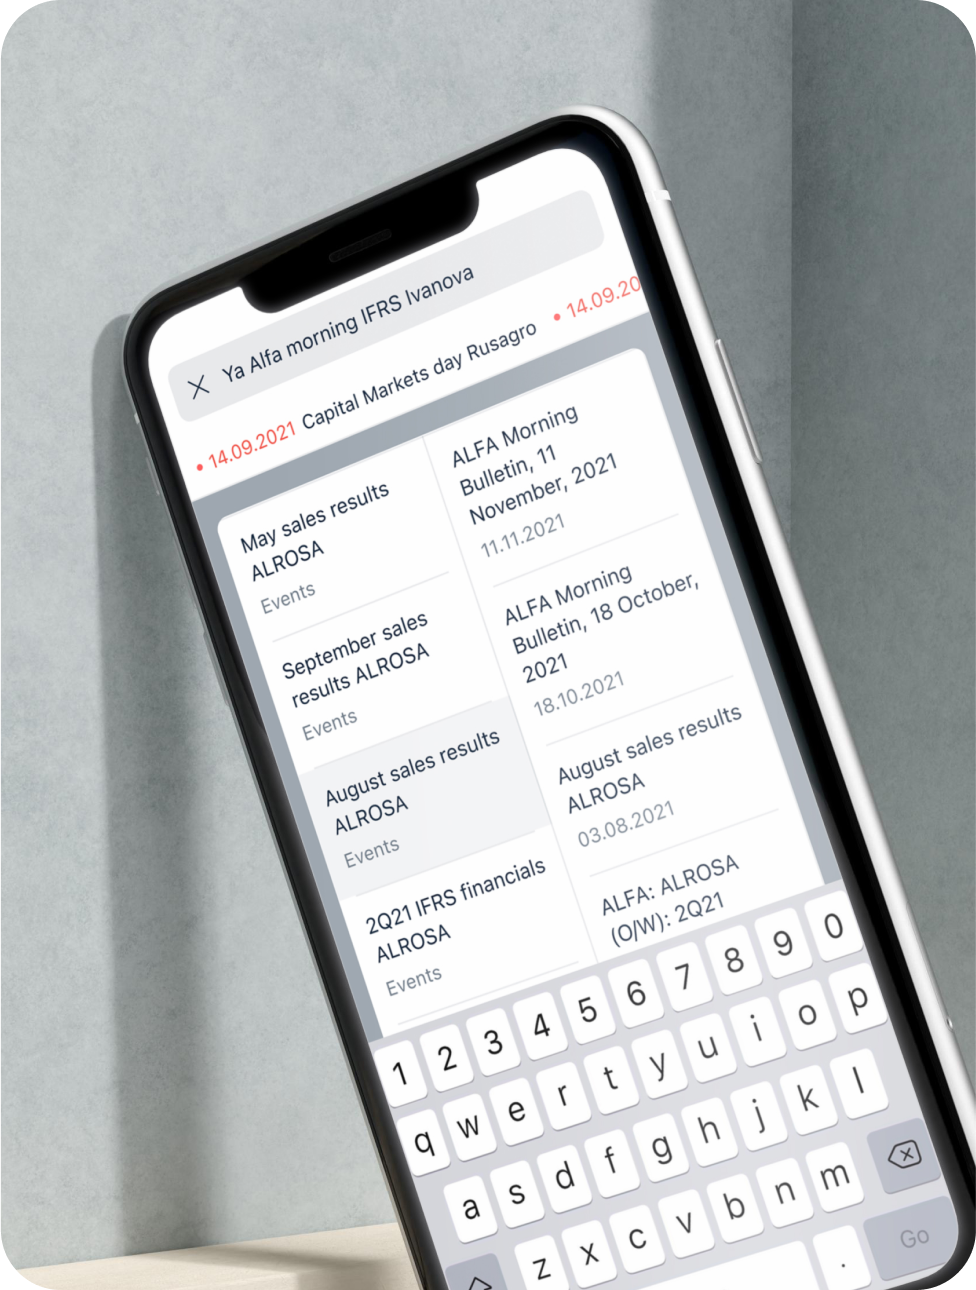 Ya Alfa morning IFRS Ivanova
• 14.09.2021 Capital Markets day Rusagro • 14.09.20
May sales results
ALROSA
Events
September sales
results ALROSA
Events
August sales results
ALROSA
Events
2Q21 IFRS financials
ALROSA
Events
ALFA Morning
Bulletin, 11
November, 2021
11.11.2021
ALFA Morning
Bulletin, 18 October,
2021
18.10.2021
August sales results
ALROSA
03.08.2021
ALFA: ALROSA
(O/W): 2Q21
1 2 3 4 5 6 7 8 9 0
q w e r t y u i o p
a s d f g h j k l
z x c v b n m
. Go